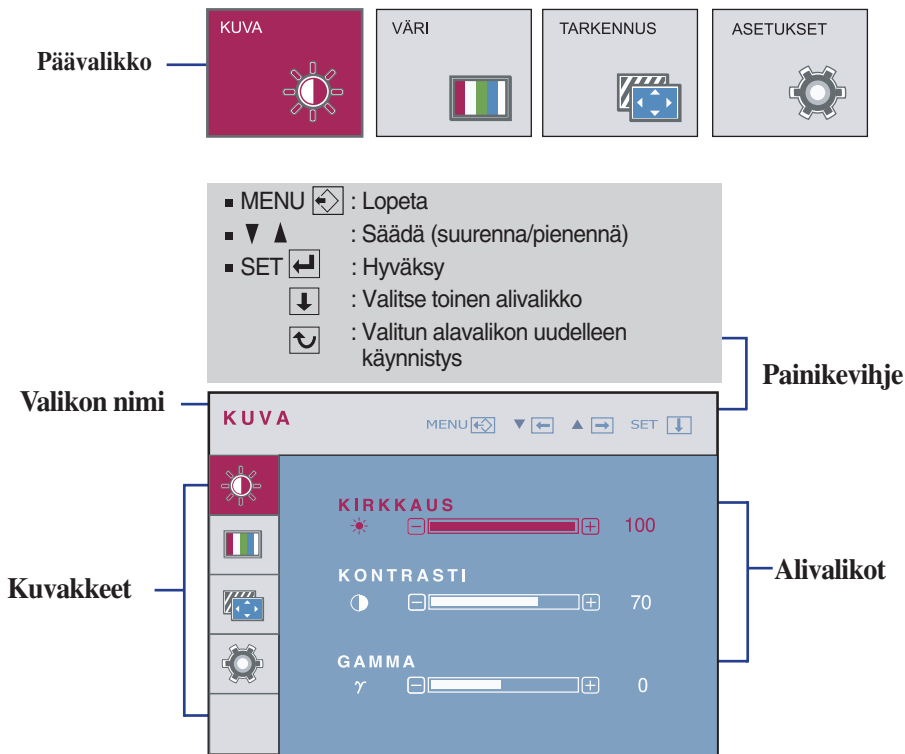 KUVA
VÄRI
TARKENNUS
ASETUKSET
Päävalikko
MENU : Lopeta
▼ ▲ : Säädä (suurenna/pienennä)
SET : Hyväksy
: Valitse toinen alivalikko
: Valitun alavalikon uudelleen
käynnistys
Painikevihje
Valikon nimi
KUVA
MENU ▼ ▲ SET
KIRKKAUS
100
KONTRASTI
70
GAMMA
γ 0
Kuvakkeet
Alivalikot